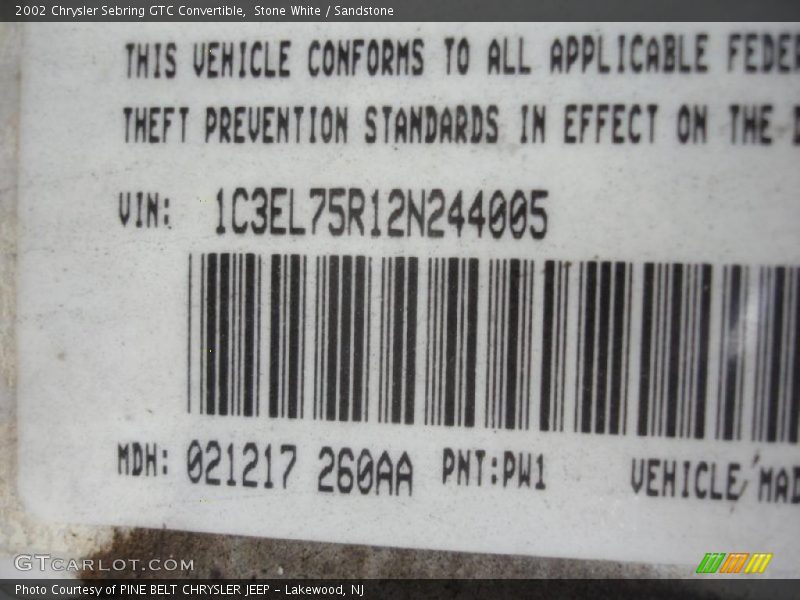 2002 Chrysler Sebring GTC Convertible, Stone White / Sandstone
THIS VEHICLE CONFORMS TO ALL APPLICABLE FEDER
THEFT PREVENTION STANDARDS IN EFFECT ON THE D
VIN: 1C3EL75R12N244005
MDH: 021217 260AA PNT:PW1 VEHICLE MAD
GTCARLOT.COM
Photo Courtesy of PINE BELT CHRYSLER JEEP - Lakewood, NJ